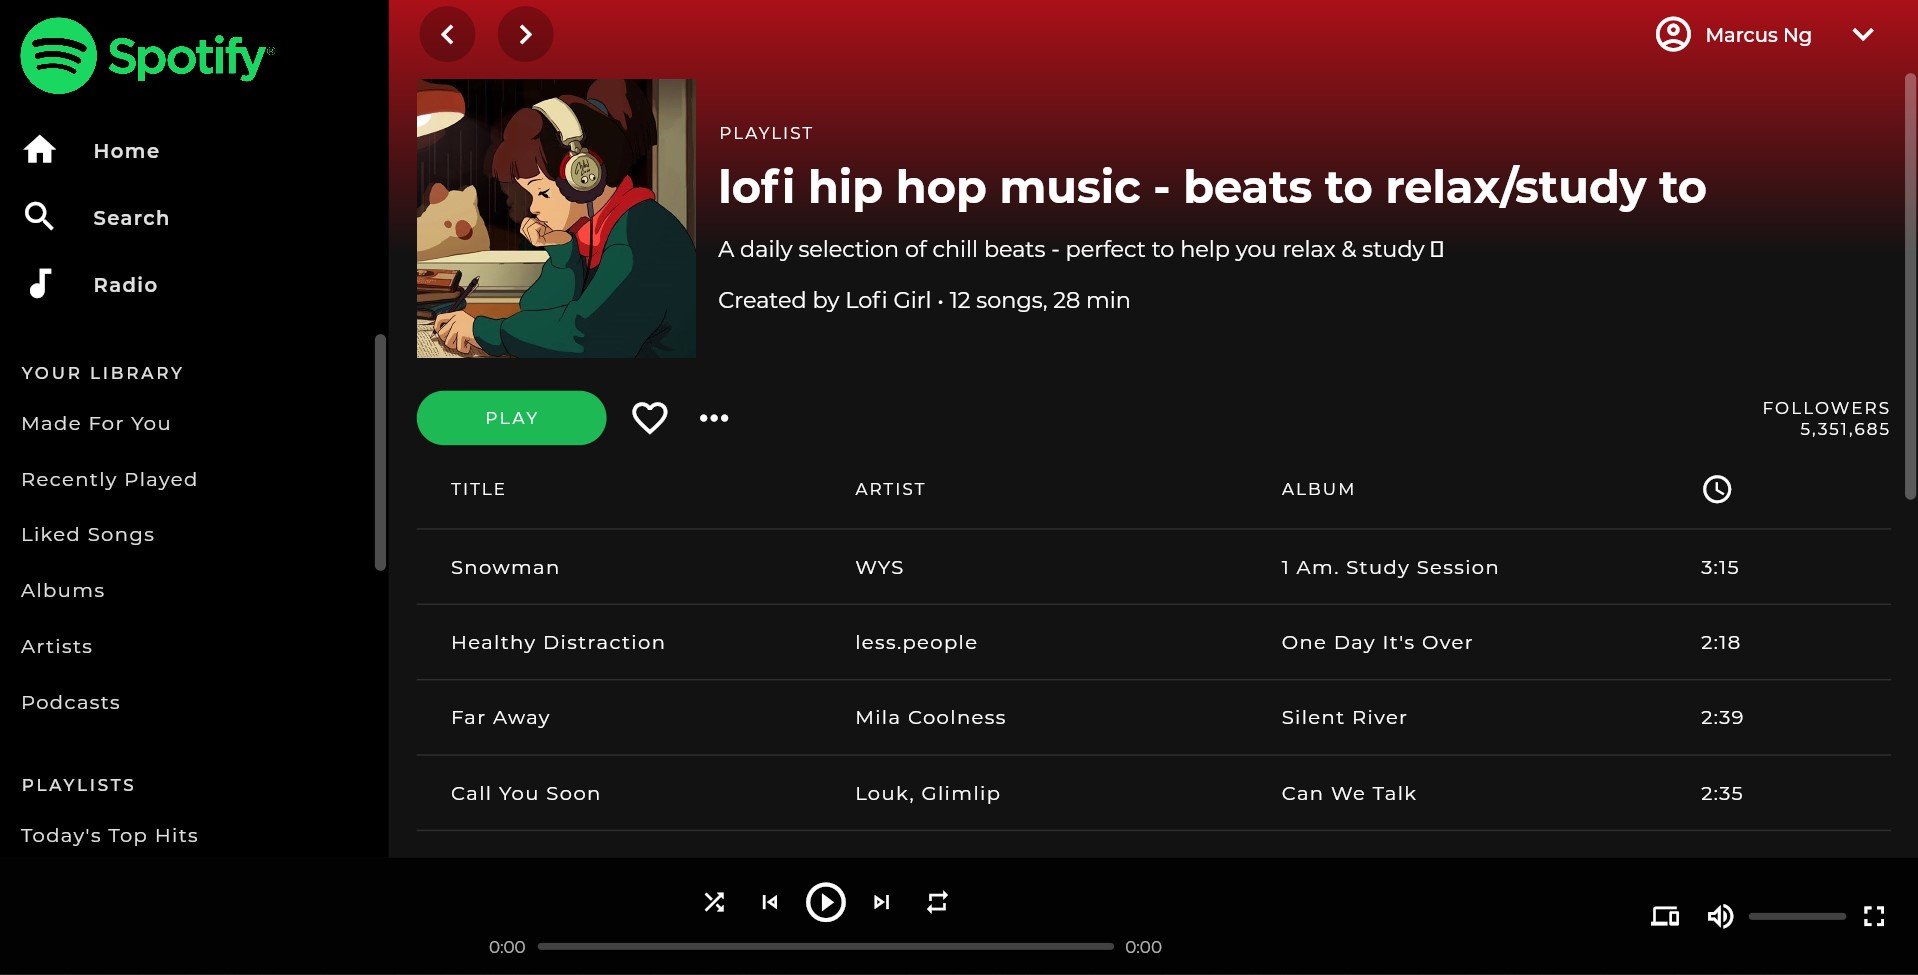 Spotify®
Home
Search
Radio
YOUR LIBRARY
Made For You
Recently Played
Liked Songs
Albums
Artists
Podcasts
PLAYLISTS
Today's Top Hits
Marcus Ng
PLAYLIST
lofi hip hop music - beats to relax/study to
A daily selection of chill beats - perfect to help you relax & study
Created by Lofi Girl • 12 songs, 28 min
PLAY
FOLLOWERS
5,351,685
TITLE ARTIST ALBUM
Snowman WYS 1 Am. Study Session 3:15
Healthy Distraction less.people One Day It's Over 2:18
Far Away Mila Coolness Silent River 2:39
Call You Soon Louk, Glimlip Can We Talk 2:35
0:00 0:00